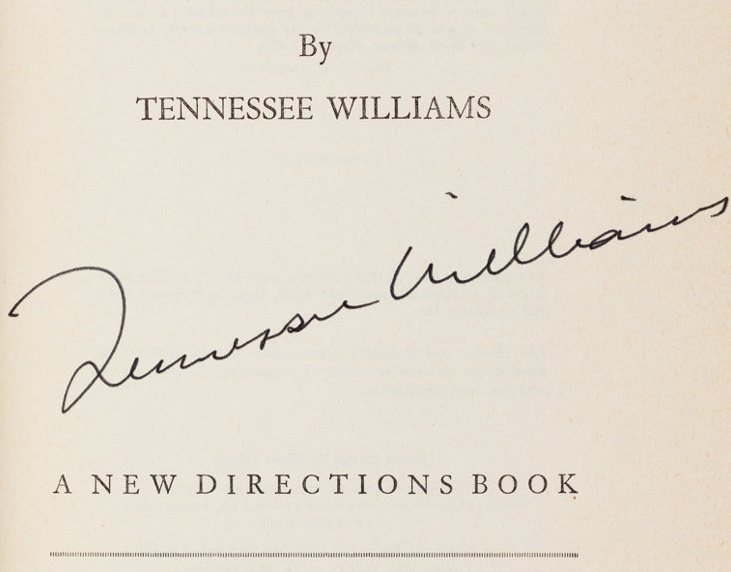 By
TENNESSEE WILLIAMS
Tennessee Williams
A NEW DIRECTIONS BOOK